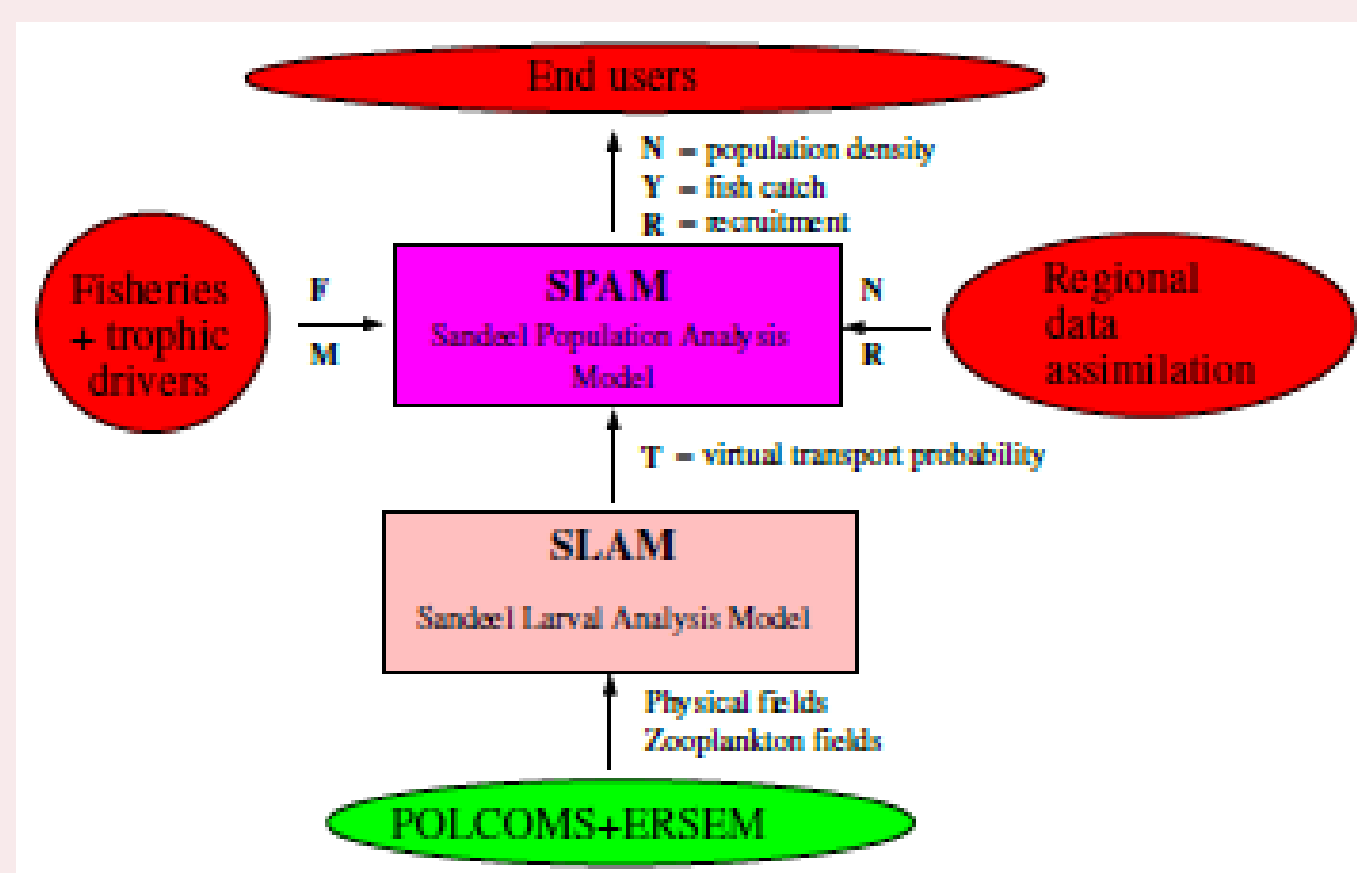 End users
N = population density
Y = fish catch
R = recruitment
Fisheries
+ trophic
drivers
F
M
SPAM
Sandeel Population Analysis
Model
N
R
Regional
data
assimilation
T = virtual transport probability
SLAM
Sandeel Larval Analysis Model
Physical fields
Zooplankton fields
POLCOMS+ERSEM